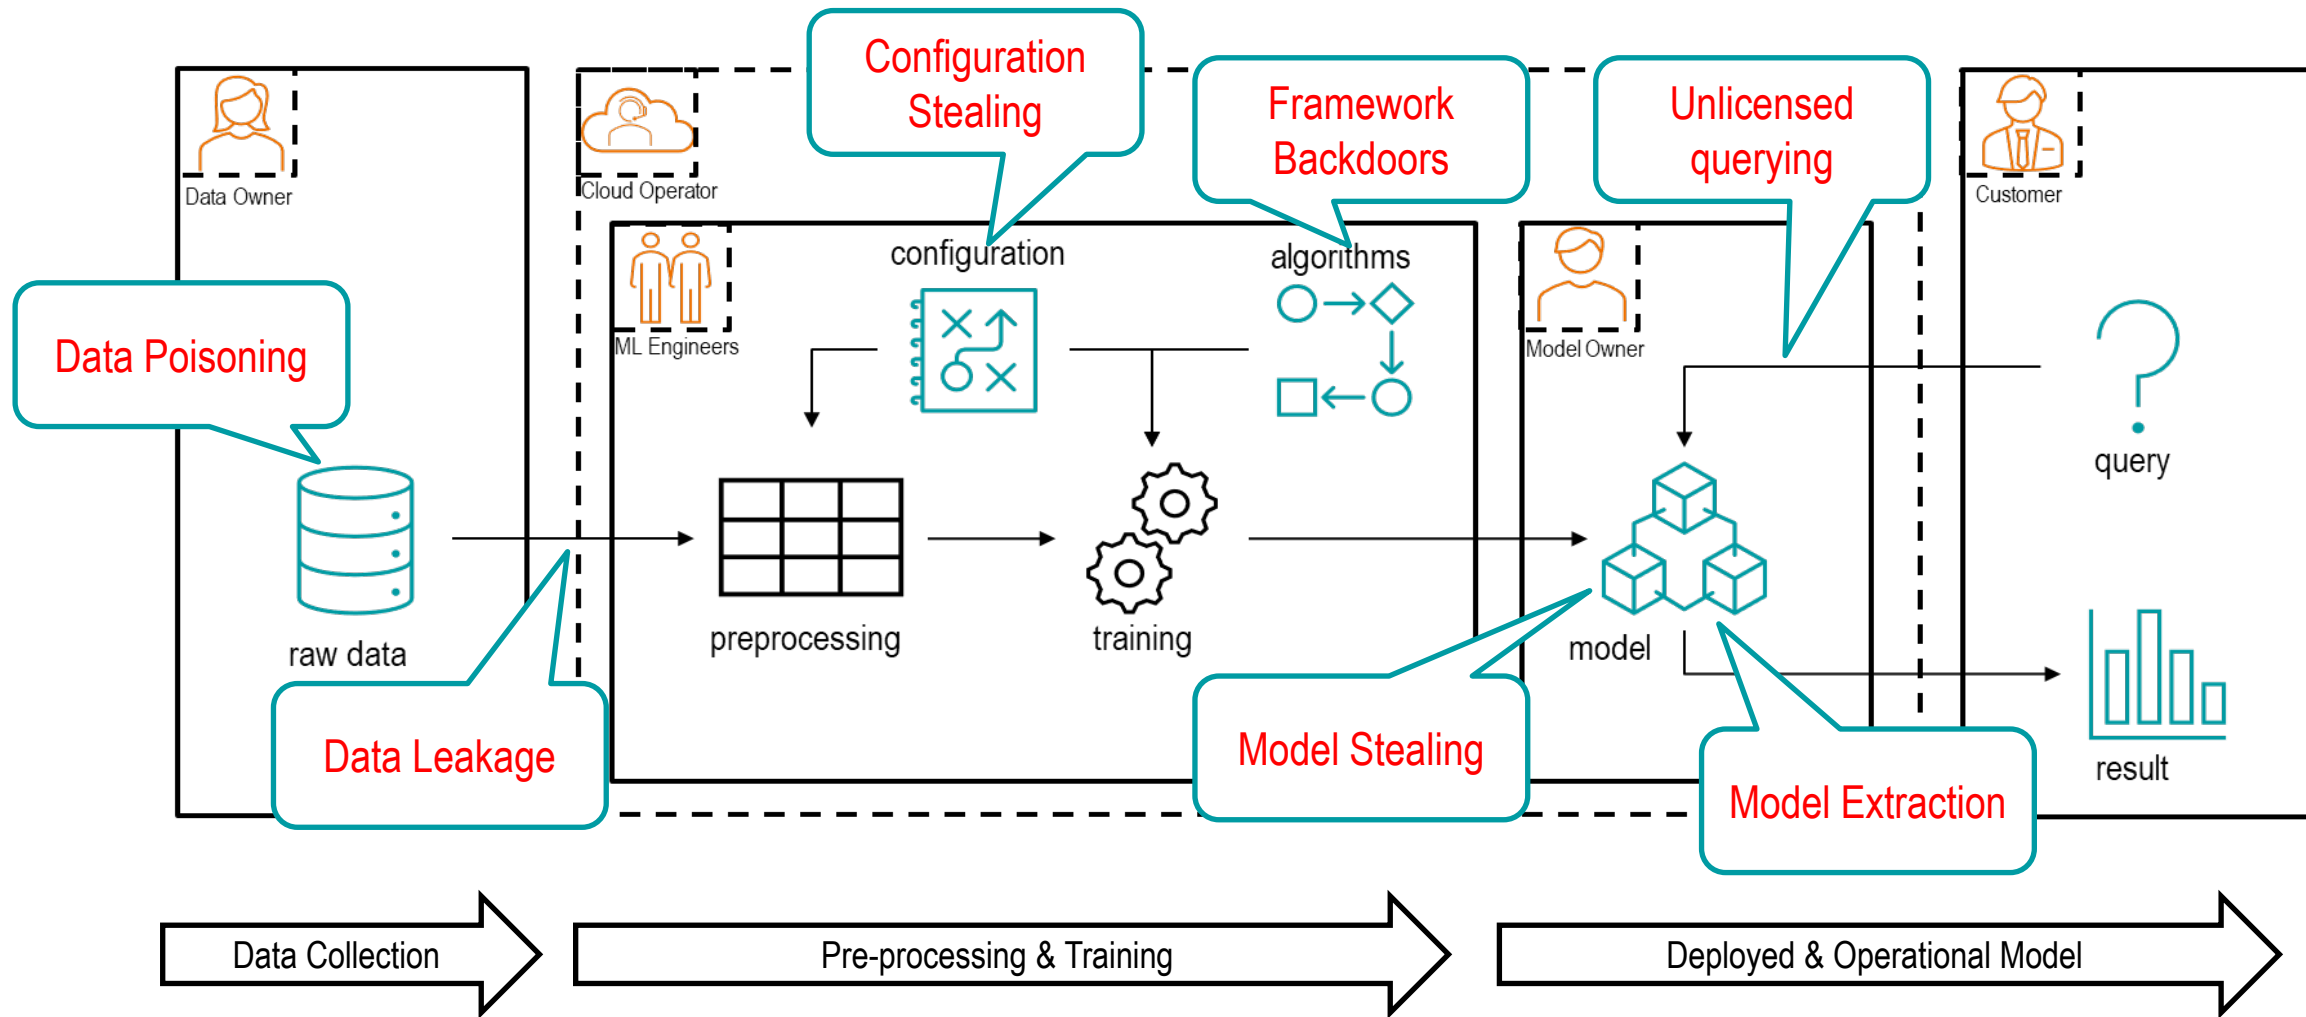 Configuration
Stealing
Framework
Backdoors
Unlicensed
querying
Data Owner
Cloud Operator
Customer
configuration
algorithms
ML Engineers
Model Owner
Data Poisoning
query
raw data
preprocessing
training
model
Data Leakage
Model Stealing
Model Extraction
result
Data Collection
Pre-processing & Training
Deployed & Operational Model